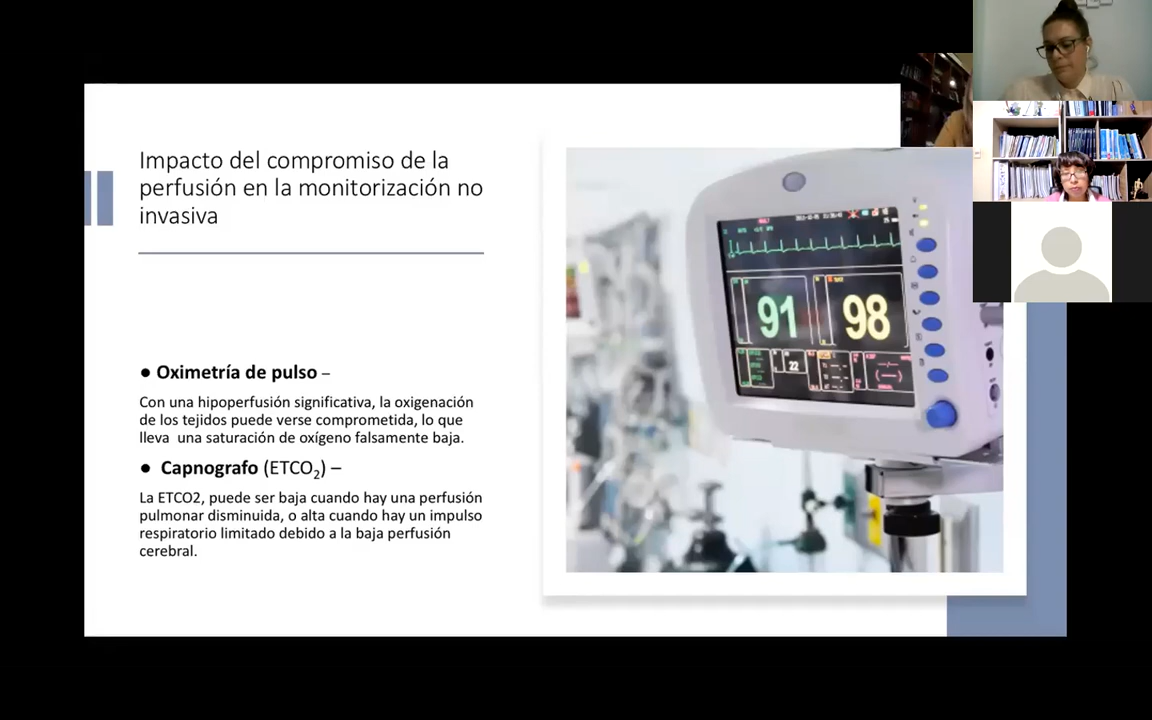 Impacto del compromiso de la
perfusión en la monitorización no
invasiva
● Oximetría de pulso –
Con una hipoperfusión significativa, la oxigenación
de los tejidos puede verse comprometida, lo que
lleva una saturación de oxígeno falsamente baja.
● Capnografo (ETCO₂) –
La ETCO2, puede ser baja cuando hay una perfusión
pulmonar disminuida, o alta cuando hay un impulso
respiratorio limitado debido a la baja perfusión
cerebral.
91
98
22